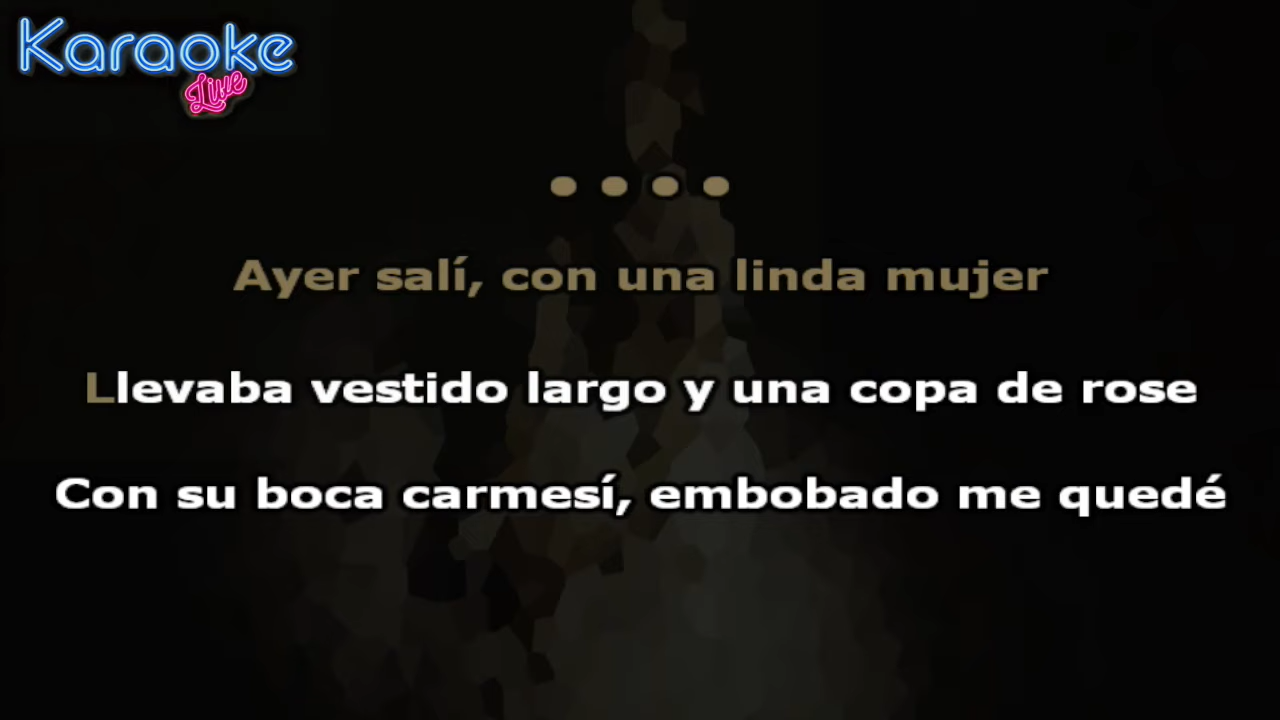 Karaoke
Live
• • • •
Ayer salí, con una linda mujer
Llevaba vestido largo y una copa de rose
Con su boca carmesí, embobado me quedé